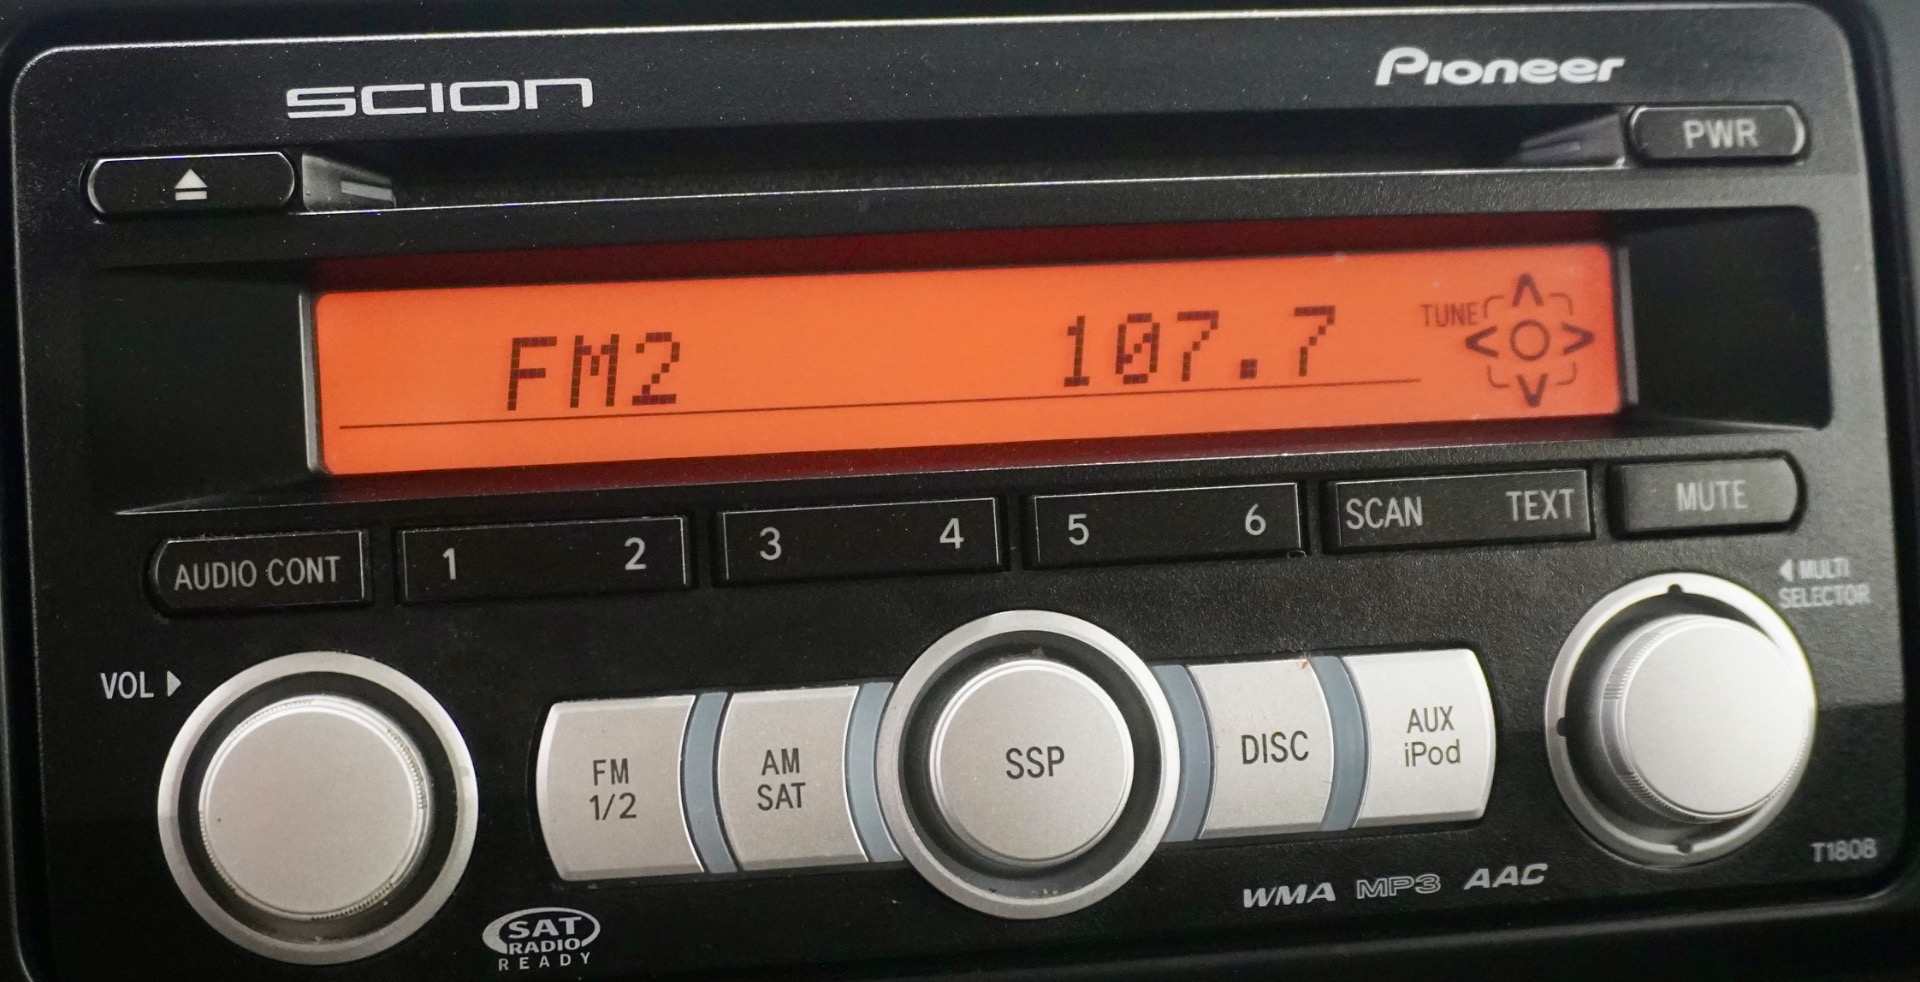 SCION
Pioneer
PWR
FM2 107.7 TUNE
AUDIO CONT 1 2 3 4 5 6 SCAN TEXT MUTE
MULTI
SELECTOR
VOL
FM
1/2
AM
SAT
SSP
DISC
AUX
iPod
T1808
WMA MP3 AAC
SAT
RADIO
READY